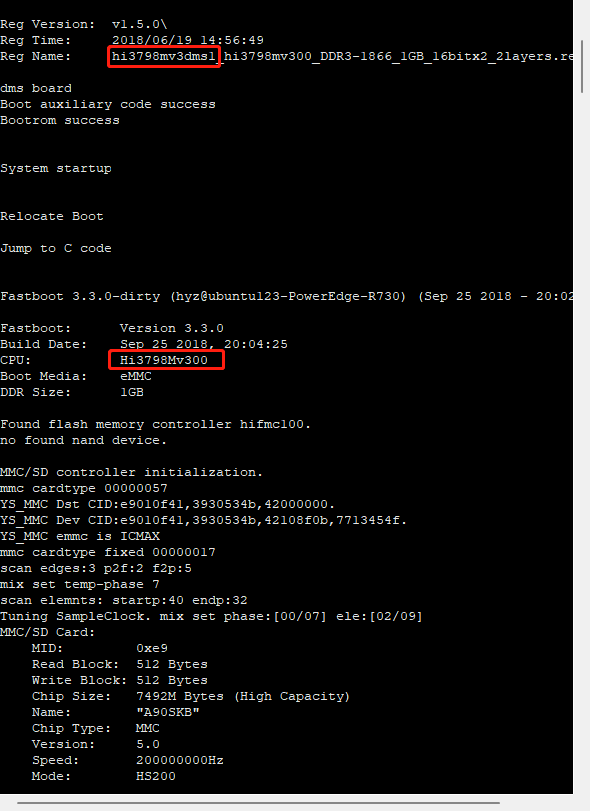 Reg Version:  v1.5.0\
Reg Time:     2018/06/19 14:56:49
Reg Name:     hi3798mv3dms1_hi3798mv300_DDR3-1866_1GB_16bitx2_2layers.re
dms board
Boot auxiliary code success
Bootrom success
System startup
Relocate Boot
Jump to C code
Fastboot 3.3.0-dirty (hyz@ubuntu123-PowerEdge-R730) (Sep 25 2018 - 20:02
Fastboot:      Version 3.3.0
Build Date:    Sep 25 2018, 20:04:25
CPU:           Hi3798Mv300
Boot Media:    eMMC
DDR Size:      1GB
Found flash memory controller hifmc100.
no found nand device.
MMC/SD controller initialization.
mmc cardtype 00000057
YS_MMC Dst CID:e9010f41,3930534b,42000000.
YS_MMC Dev CID:e9010f41,3930534b,42108f0b,7713454f.
YS_MMC emmc is ICMAX
mmc cardtype fixed 00000017
scan edges:3 p2f:2 f2p:5
mix set temp-phase 7
scan elemnts: startp:40 endp:32
Tuning SampleClock. mix set phase:[00/07] ele:[02/09]
MMC/SD Card:
    MID:         0xe9
    Read Block:  512 Bytes
    Write Block: 512 Bytes
    Chip Size:   7492M Bytes (High Capacity)
    Name:        "A90SKB"
    Chip Type:   MMC
    Version:     5.0
    Speed:       200000000Hz
    Mode:        HS200